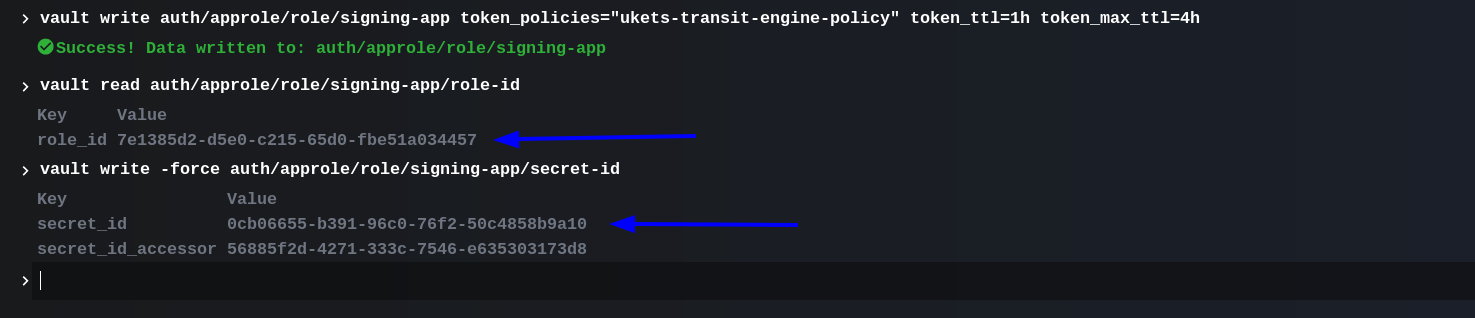 > vault write auth/approle/role/signing-app token_policies="ukets-transit-engine-policy" token_ttl=1h token_max_ttl=4h
Success! Data written to: auth/approle/role/signing-app
> vault read auth/approle/role/signing-app/role-id
Key     Value
role_id 7e1385d2-d5e0-c215-65d0-fbe51a034457
> vault write -force auth/approle/role/signing-app/secret-id
Key                Value
secret_id          0cb06655-b391-96c0-76f2-50c4858b9a10
secret_id_accessor 56885f2d-4271-333c-7546-e635303173d8
>